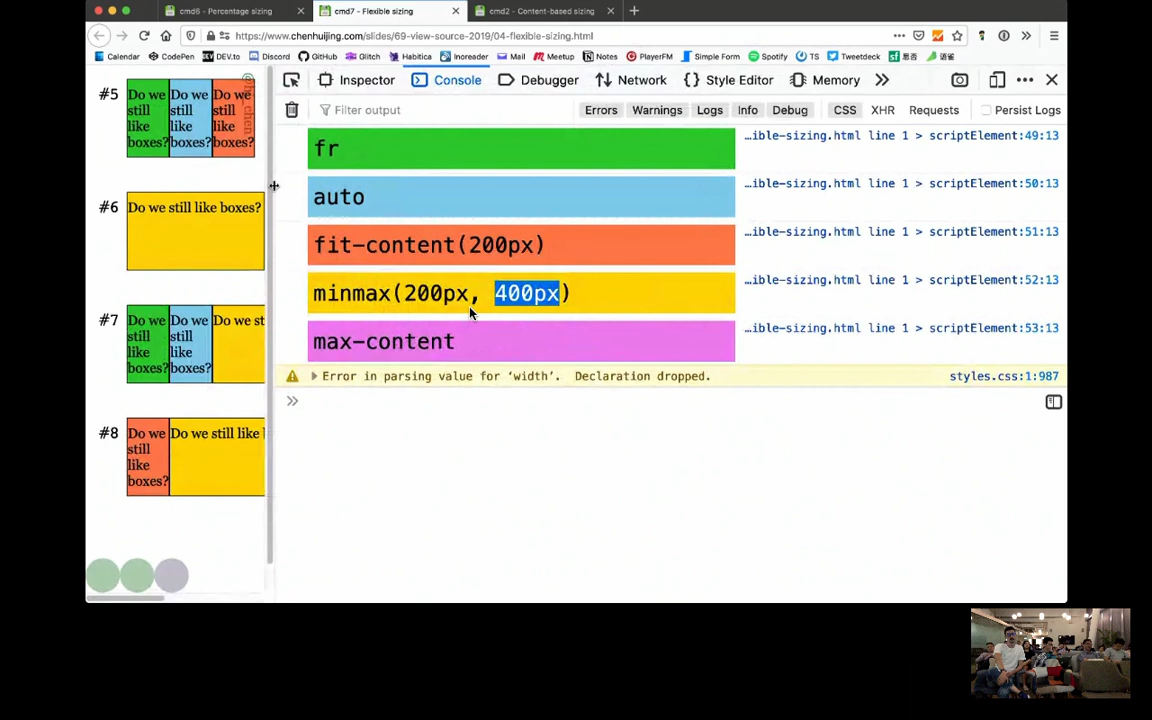 cmd6 - Percentage sizing
cmd7 - Flexible sizing
cmd2 - Content-based sizing
https://www.chenhuijing.com/slides/69-view-source-2019/04-flexible-sizing.html
Calendar
CodePen
DEV.to
Discord
GitHub
Glitch
Habitica
Inoreader
Mail
Meetup
Notes
PlayerFM
Simple Form
Spotify
TS
Tweetdeck
Inspector
Console
Debugger
Network
Style Editor
Memory
Filter output
Errors
Warnings
Logs
Info
Debug
CSS
XHR
Requests
Persist Logs
#5
Do we still like boxes?
Do we still like boxes?
Do we still like boxes?
#6
Do we still like boxes?
#7
Do we still like boxes?
Do we still like boxes?
Do we st
#8
Do we still like boxes?
Do we still like
fr
…ible-sizing.html line 1 > scriptElement:49:13
auto
…ible-sizing.html line 1 > scriptElement:50:13
fit-content(200px)
…ible-sizing.html line 1 > scriptElement:51:13
minmax(200px, 400px)
…ible-sizing.html line 1 > scriptElement:52:13
max-content
…ible-sizing.html line 1 > scriptElement:53:13
Error in parsing value for ‘width’. Declaration dropped.
styles.css:1:987